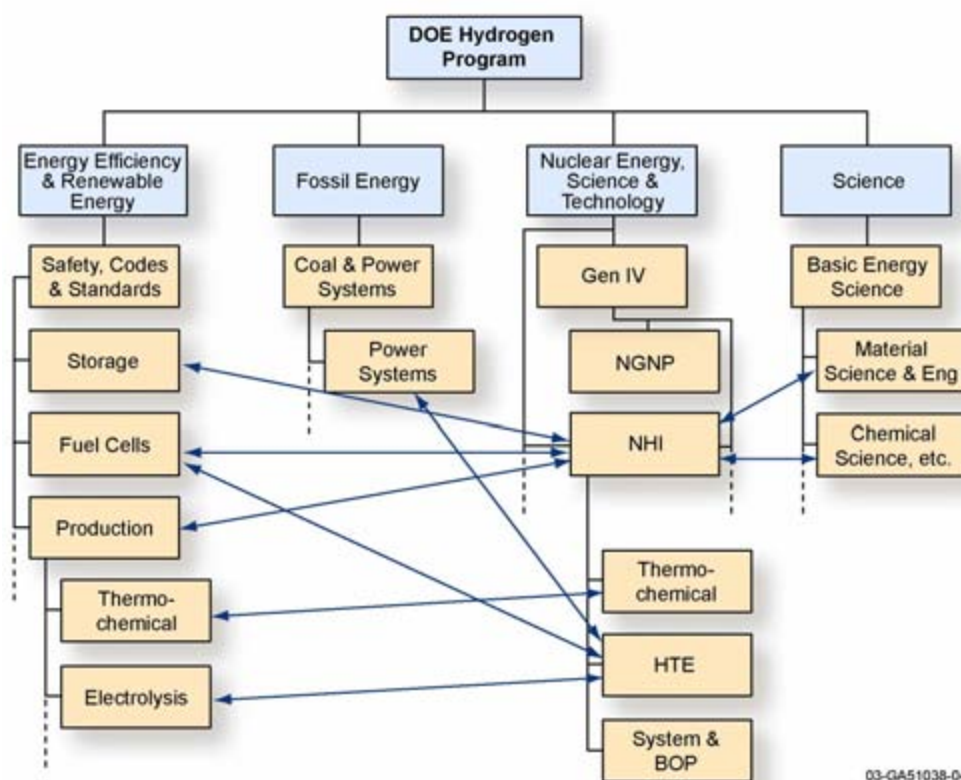 DOE Hydrogen
Program
Energy Efficiency
& Renewable
Energy
Fossil Energy
Nuclear Energy,
Science &
Technology
Science
Safety, Codes
& Standards
Coal & Power
Systems
Gen IV
Basic Energy
Science
Storage
Power
Systems
NGNP
Material
Science & Eng
Fuel Cells
NHI
Chemical
Science, etc.
Production
Thermo-
chemical
Thermo-
chemical
Electrolysis
HTE
System &
BOP